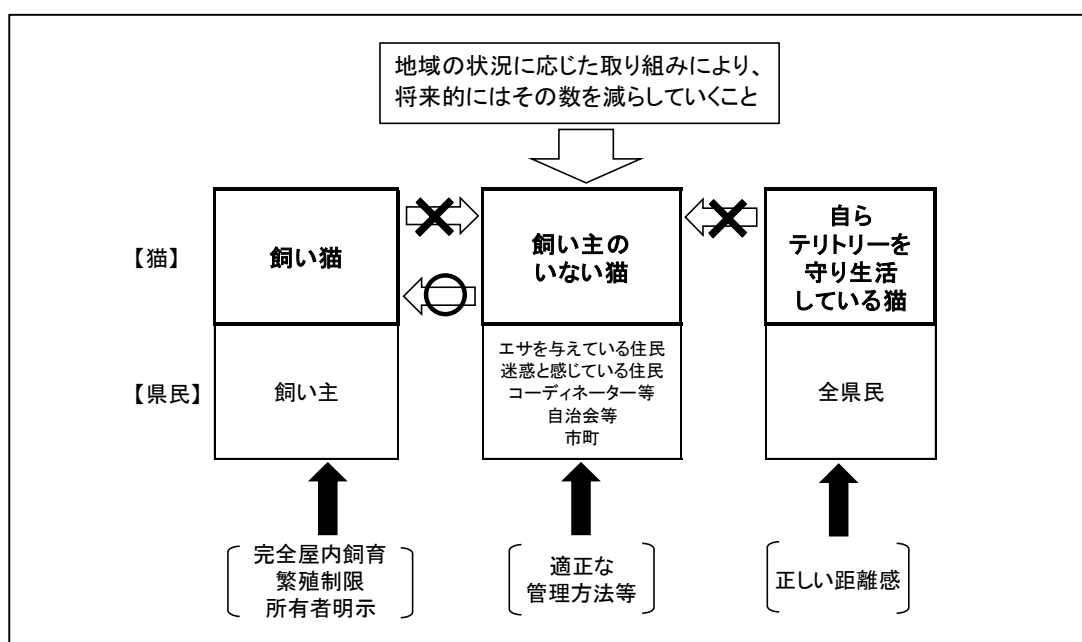 地域の状況に応じた取り組みにより、
将来的にはその数を減らしていくこと
【猫】
飼い猫
飼い主の
いない猫
自ら
テリトリーを
守り生活
している猫
【県民】
飼い主
エサを与えている住民
迷惑と感じている住民
コーディネーター等
自治会等
市町
全県民
完全屋内飼育
繁殖制限
所有者明示
適正な
管理方法等
正しい距離感